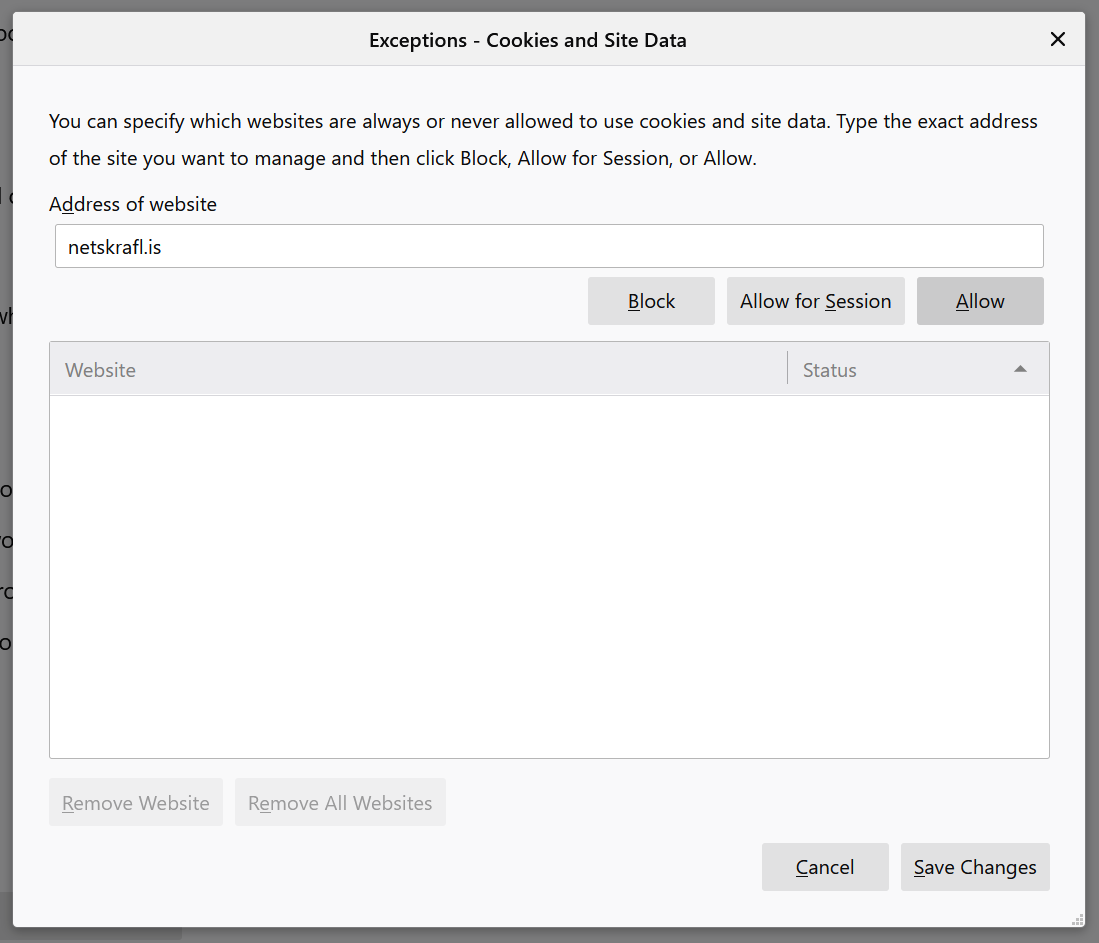 Exceptions - Cookies and Site Data
You can specify which websites are always or never allowed to use cookies and site data. Type the exact address
of the site you want to manage and then click Block, Allow for Session, or Allow.
Address of website
netskrafl.is
Block Allow for Session Allow
Website Status
Remove Website Remove All Websites
Cancel Save Changes